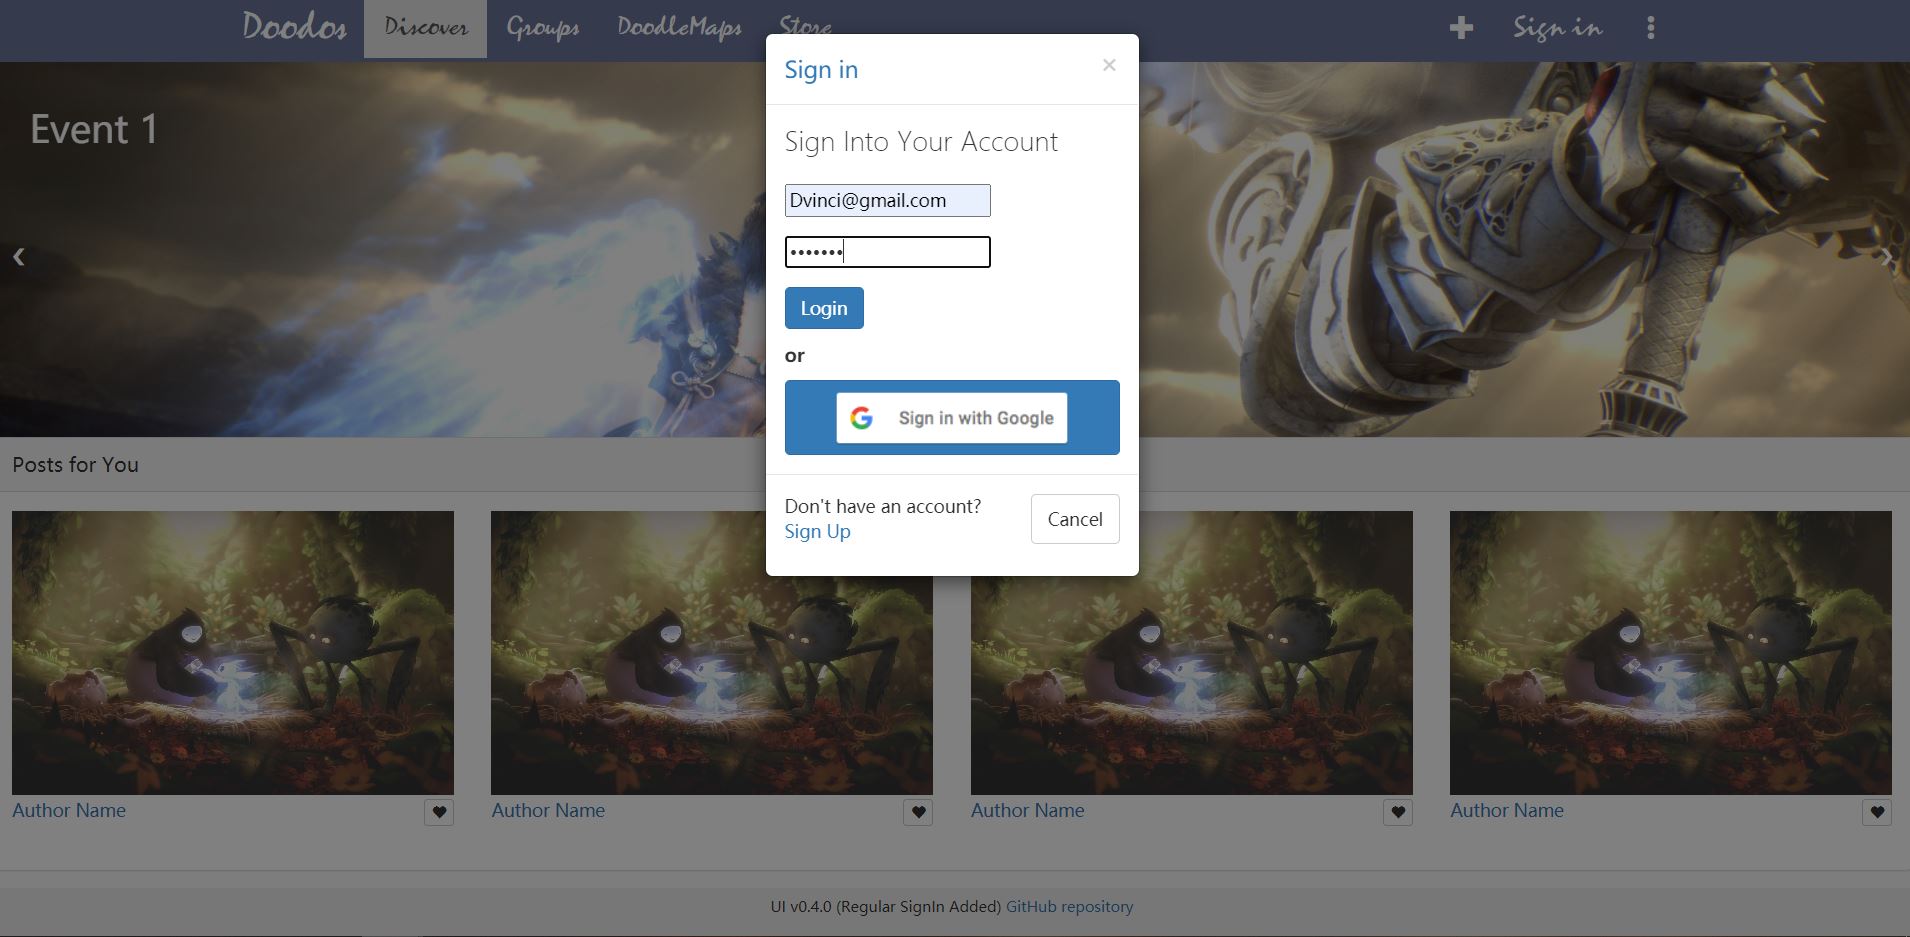 Doodos Discover Groups DoodleMaps Store Sign in
Event 1
Sign in ×
Sign Into Your Account
Dvinci@gmail.com
•••••••
Login
or
Sign in with Google
Don't have an account?
Sign Up
Cancel
Posts for You
Author Name
Author Name
Author Name
Author Name
UI v0.4.0 (Regular SignIn Added) GitHub repository